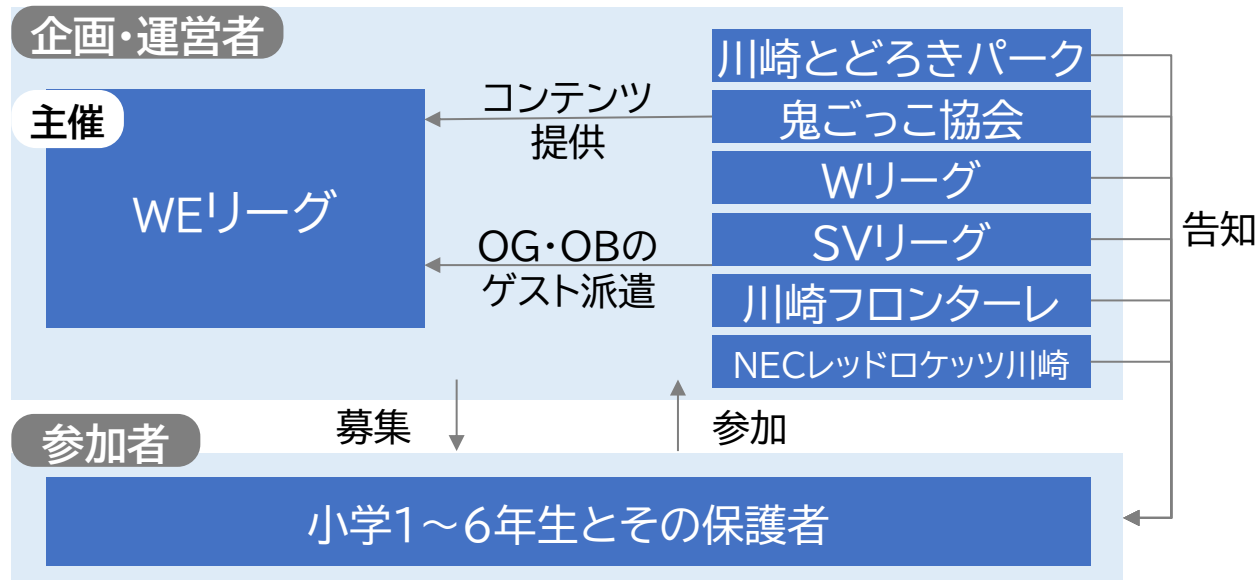 企画・運営者
主催
WEリーグ
コンテンツ
提供
OG・OBの
ゲスト派遣
川崎とどろきパーク
鬼ごっこ協会
Wリーグ
SVリーグ
川崎フロンターレ
NECレッドロケッツ川崎
告知
募集
参加
参加者
小学1～6年生とその保護者